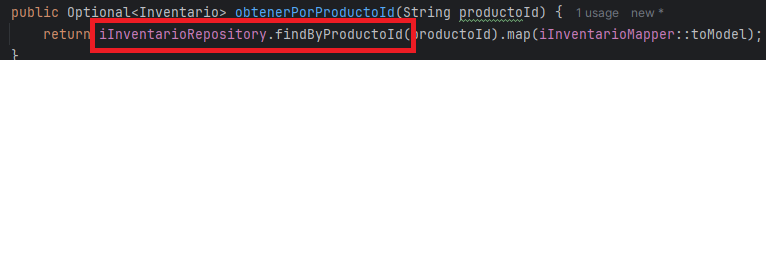 public Optional<Inventario> obtenerPorProductoId(String productoId) { 1 usage new *
return iInventarioRepository.findByProductoId(productoId).map(iInventarioMapper::toModel);
}